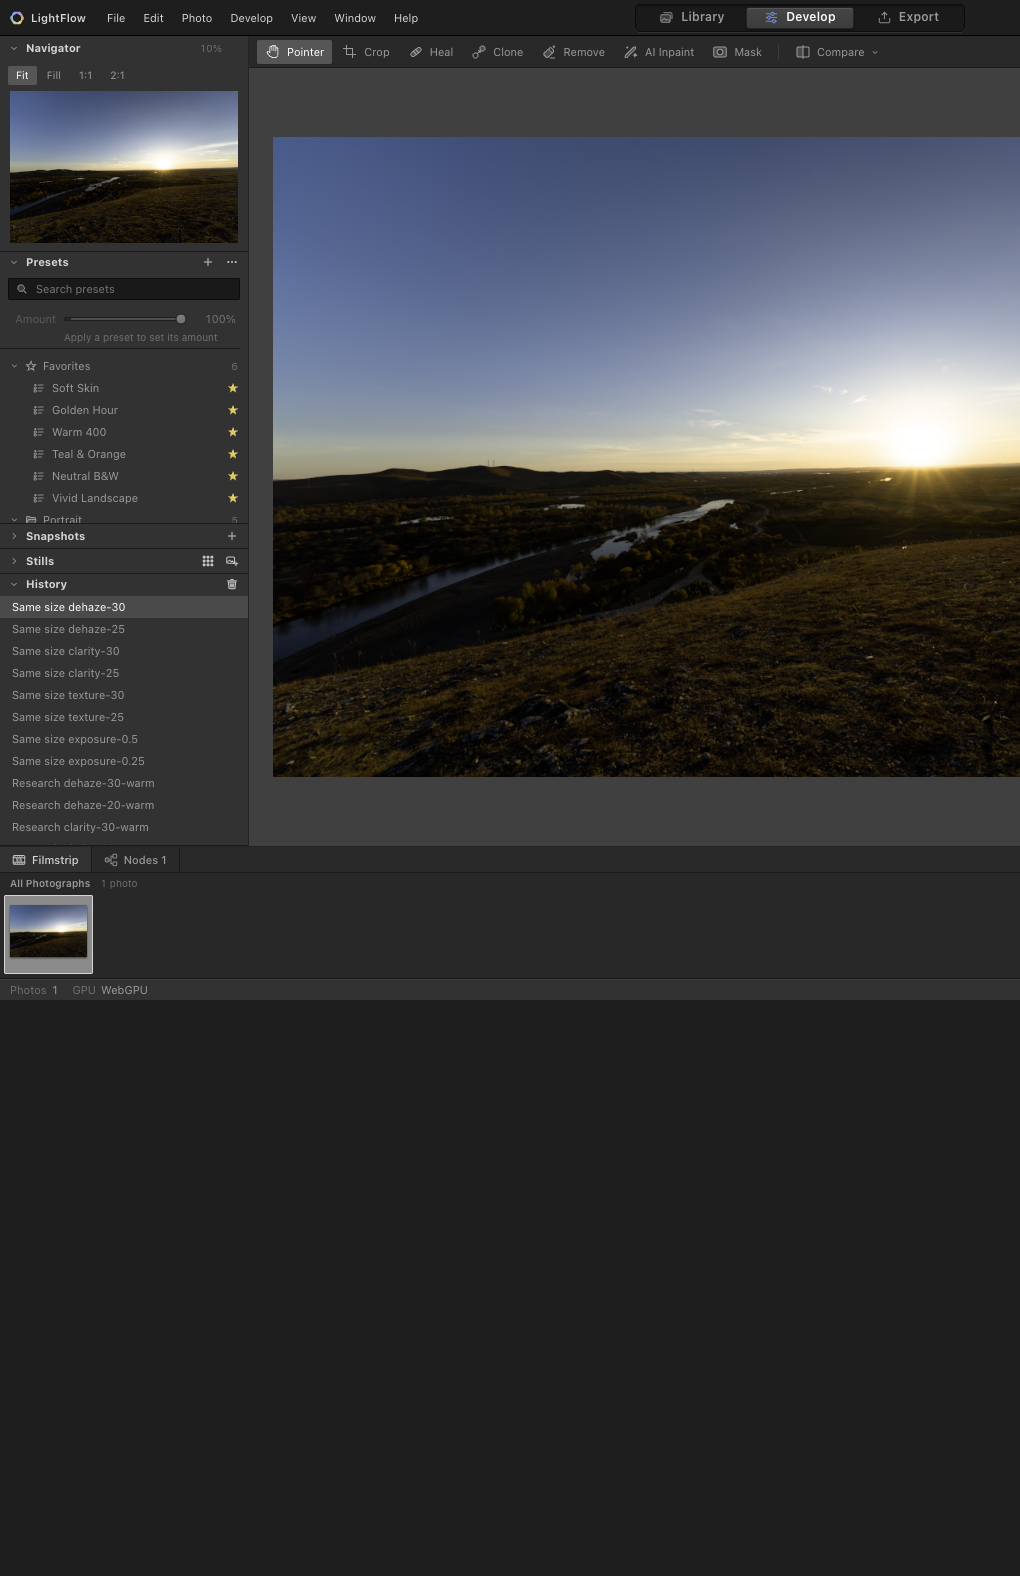 LightFlow File Edit Photo Develop View Window Help Library Develop Export
Navigator 10%
Pointer Crop Heal Clone Remove AI Inpaint Mask Compare
Fit Fill 1:1 2:1
Presets
Search presets
Amount 100%
Apply a preset to set its amount
Favorites 6
Soft Skin
Golden Hour
Warm 400
Teal & Orange
Neutral B&W
Vivid Landscape
Portrait 5
Snapshots
Stills
History
Same size dehaze-30
Same size dehaze-25
Same size clarity-30
Same size clarity-25
Same size texture-30
Same size texture-25
Same size exposure-0.5
Same size exposure-0.25
Research dehaze-30-warm
Research dehaze-20-warm
Research clarity-30-warm
Filmstrip Nodes 1
All Photographs 1 photo
Photos 1 GPU WebGPU